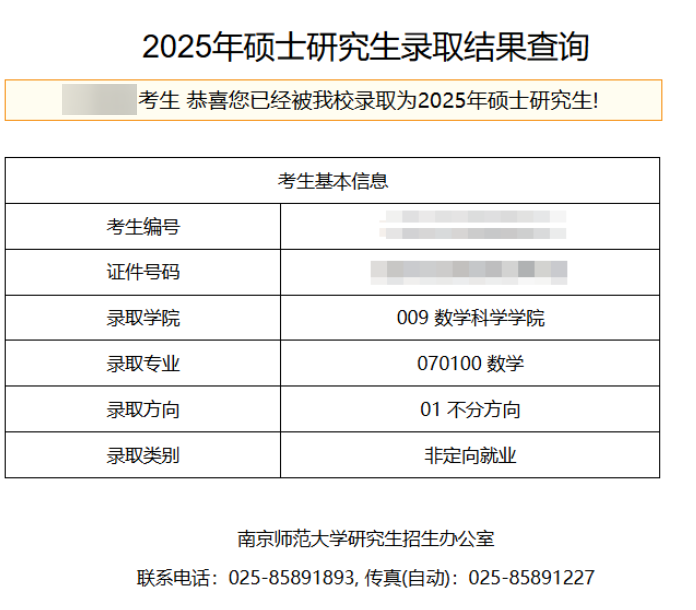 2025年硕士研究生录取结果查询
考生 恭喜您已经被我校录取为2025年硕士研究生!
考生基本信息
考生编号
证件号码
录取学院 009 数学科学学院
录取专业 070100 数学
录取方向 01 不分方向
录取类别 非定向就业
南京师范大学研究生招生办公室
联系电话：025-85891893, 传真(自动)：025-85891227